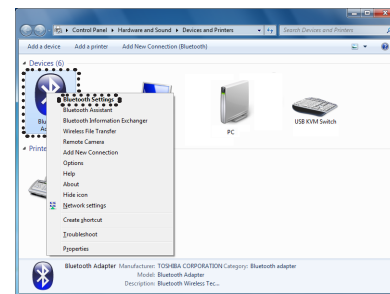 Control Panel ▸ Hardware and Sound ▸ Devices and Printers
Search Devices and Printers
Add a device Add a printer Add New Connection (Bluetooth)
Devices (6)
Bluetooth Settings
Bluetooth Assistant
Bluetooth Information Exchanger
Wireless File Transfer
Remote Camera
Add New Connection
Options
Help
About
Hide icon
Network settings
Create shortcut
Troubleshoot
Properties
PC
USB KVM Switch
Bluetooth Adapter Manufacturer: TOSHIBA CORPORATION Category: Bluetooth adapter
Model: Bluetooth Adapter
Description: Bluetooth Wireless Tec...